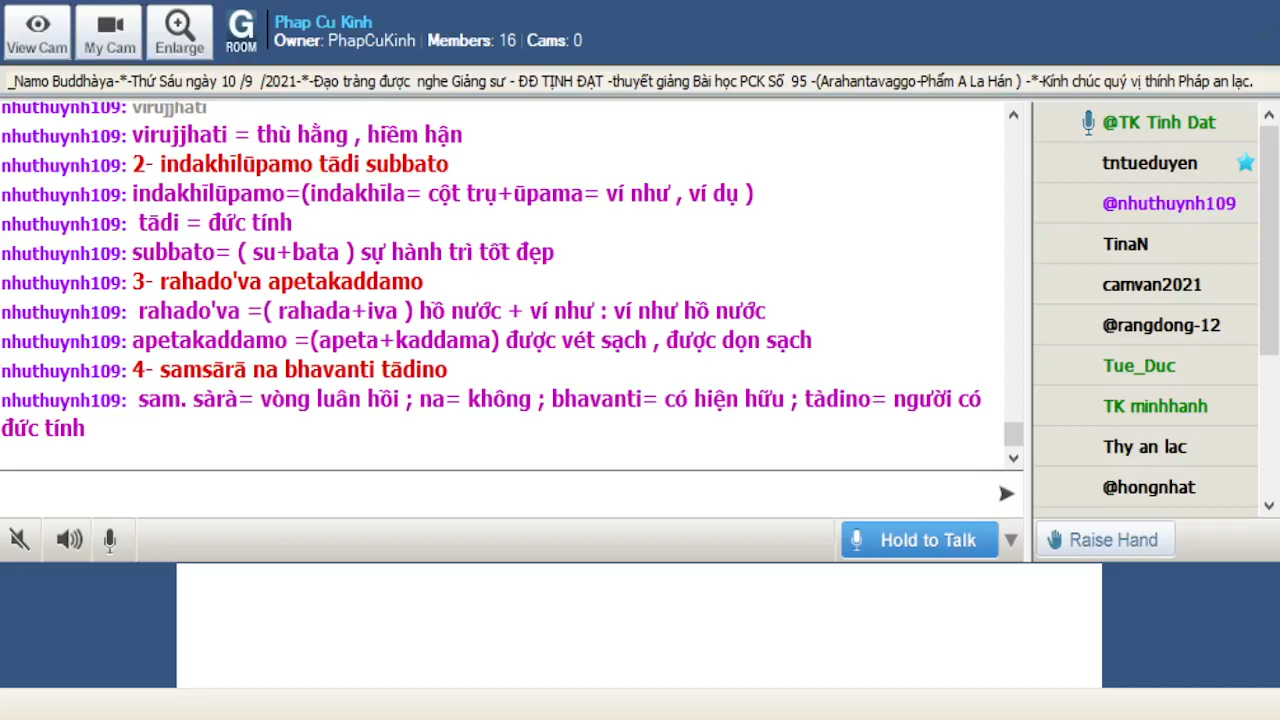 View Cam
My Cam
Enlarge
G
ROOM
Phap Cu Kinh
Owner: PhapCuKinh | Members: 16 | Cams: 0
_Namo Buddhàya-*-Thứ Sáu ngày 10 /9 /2021-*-Đạo tràng được nghe Giảng sư - ĐĐ TỊNH ĐẠT -thuyết giảng Bài học PCK Số 95 -(Arahantavaggo-Phẩm A La Hán ) -*-Kính chúc quý vị thính Pháp an lạc.
nhuthuynh109: virujjhati
nhuthuynh109: virujjhati = thù hằng , hiềm hận
nhuthuynh109: 2- indakhīlūpamo tādi subbato
nhuthuynh109: indakhīlūpamo=(indakhīla= cột trụ+ūpama= ví như , ví dụ )
nhuthuynh109: tādi = đức tính
nhuthuynh109: subbato= ( su+bata ) sự hành trì tốt đẹp
nhuthuynh109: 3- rahado'va apetakaddamo
nhuthuynh109: rahado'va =( rahada+iva ) hồ nước + ví như : ví như hồ nước
nhuthuynh109: apetakaddamo =(apeta+kaddama) được vét sạch , được dọn sạch
nhuthuynh109: 4- samsārā na bhavanti tādino
nhuthuynh109: sam. sàrà= vòng luân hồi ; na= không ; bhavanti= có hiện hữu ; tàdino= người có
đức tính
@TK Tinh Dat
tntueduyen
@nhuthuynh109
TinaN
camvan2021
@rangdong-12
Tue_Duc
TK minhhanh
Thy an lac
@hongnhat
Hold to Talk
Raise Hand